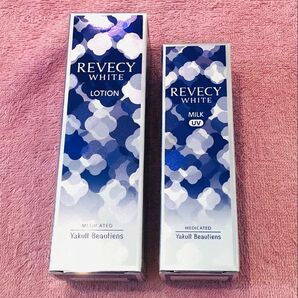 REVECY
WHITE
LOTION
MEDICATED
Yakult Beautiens
REVECY
WHITE
MILK
UV
MEDICATED
Yakult Beautiens